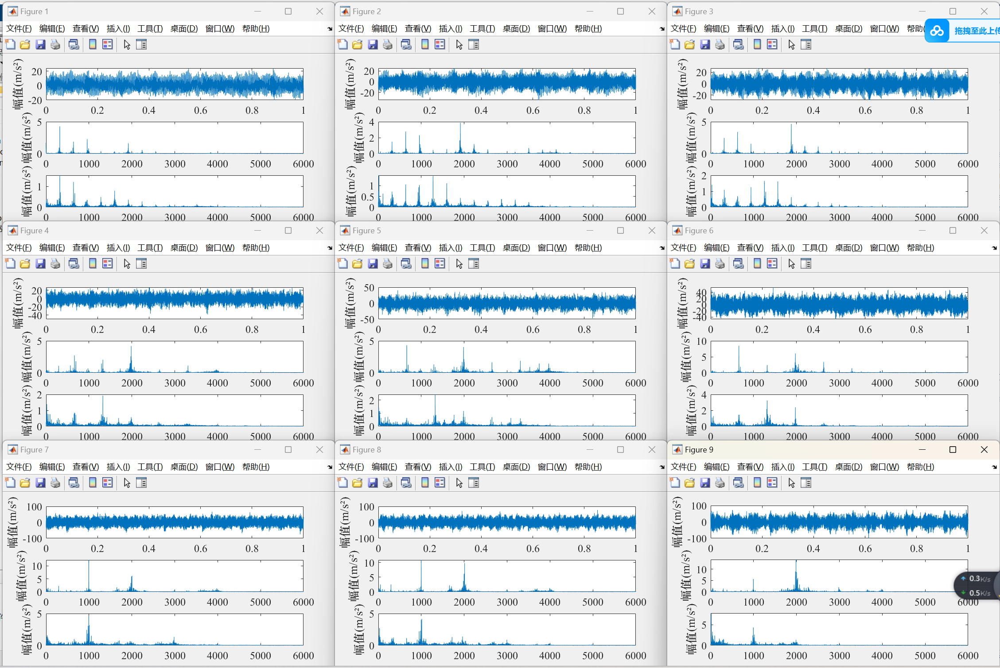 Figure 1
文件(F) 编辑(E) 查看(V) 插入(I) 工具(T) 桌面(D) 窗口(W) 帮助(H)
幅值(m/s²)
20
0
-20
0 0.2 0.4 0.6 0.8 1
幅值(m/s²)
5
0
0 1000 2000 3000 4000 5000 6000
幅值(m/s²)
1
0
0 1000 2000 3000 4000 5000 6000
Figure 2
文件(F) 编辑(E) 查看(V) 插入(I) 工具(T) 桌面(D) 窗口(W) 帮助(H)
幅值(m/s²)
20
0
-20
0 0.2 0.4 0.6 0.8 1
幅值(m/s²)
4
2
0
0 1000 2000 3000 4000 5000 6000
幅值(m/s²)
1
0.5
0
0 1000 2000 3000 4000 5000 6000
Figure 3
文件(F) 编辑(E) 查看(V) 插入(I) 工具(T) 桌面(D) 窗口(W) 帮助
拖拽至此上传
幅值(m/s²)
20
0
-20
0 0.2 0.4 0.6 0.8 1
幅值(m/s²)
5
0
0 1000 2000 3000 4000 5000 6000
幅值(m/s²)
2
1
0
0 1000 2000 3000 4000 5000 6000
Figure 4
文件(F) 编辑(E) 查看(V) 插入(I) 工具(T) 桌面(D) 窗口(W) 帮助(H)
幅值(m/s²)
20
0
-20
-40
0 0.2 0.4 0.6 0.8 1
幅值(m/s²)
5
0
0 1000 2000 3000 4000 5000 6000
幅值(m/s²)
2
1
0
0 1000 2000 3000 4000 5000 6000
Figure 5
文件(F) 编辑(E) 查看(V) 插入(I) 工具(T) 桌面(D) 窗口(W) 帮助(H)
幅值(m/s²)
50
0
-50
0 0.2 0.4 0.6 0.8 1
幅值(m/s²)
5
0
0 1000 2000 3000 4000 5000 6000
幅值(m/s²)
2
1
0
0 1000 2000 3000 4000 5000 6000
Figure 6
文件(F) 编辑(E) 查看(V) 插入(I) 工具(T) 桌面(D) 窗口(W) 帮助(H)
幅值(m/s²)
40
20
0
-20
-40
0 0.2 0.4 0.6 0.8 1
幅值(m/s²)
10
5
0
0 1000 2000 3000 4000 5000 6000
幅值(m/s²)
4
2
0
0 1000 2000 3000 4000 5000 6000
Figure 7
文件(F) 编辑(E) 查看(V) 插入(I) 工具(T) 桌面(D) 窗口(W) 帮助(H)
幅值(m/s²)
100
0
-100
0 0.2 0.4 0.6 0.8 1
幅值(m/s²)
10
5
0
0 1000 2000 3000 4000 5000 6000
幅值(m/s²)
5
0
0 1000 2000 3000 4000 5000 6000
Figure 8
文件(F) 编辑(E) 查看(V) 插入(I) 工具(T) 桌面(D) 窗口(W) 帮助(H)
幅值(m/s²)
100
0
-100
0 0.2 0.4 0.6 0.8 1
幅值(m/s²)
10
5
0
0 1000 2000 3000 4000 5000 6000
幅值(m/s²)
5
0
0 1000 2000 3000 4000 5000 6000
Figure 9
文件(F) 编辑(E) 查看(V) 插入(I) 工具(T) 桌面(D) 窗口(W) 帮助(H)
幅值(m/s²)
100
0
-100
0 0.2 0.4 0.6 0.8 1
幅值(m/s²)
10
5
0
0 1000 2000 3000 4000 5000 6000
0.3K/s
0.5K/s
幅值(m/s²)
5
0
0 1000 2000 3000 4000 5000 6000